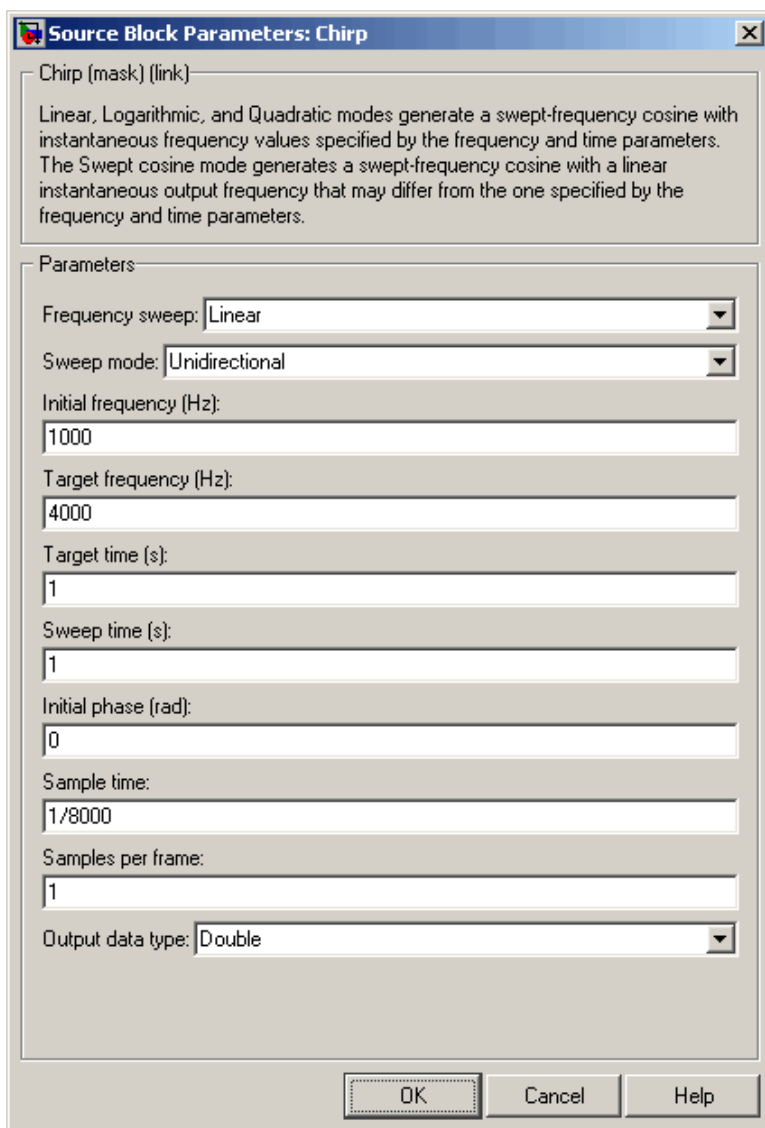 Source Block Parameters: Chirp
Chirp (mask) (link)
Linear, Logarithmic, and Quadratic modes generate a swept-frequency cosine with
instantaneous frequency values specified by the frequency and time parameters.
The Swept cosine mode generates a swept-frequency cosine with a linear
instantaneous output frequency that may differ from the one specified by the
frequency and time parameters.
Parameters
Frequency sweep: Linear
Sweep mode: Unidirectional
Initial frequency (Hz):
1000
Target frequency (Hz):
4000
Target time (s):
1
Sweep time (s):
1
Initial phase (rad):
0
Sample time:
1/8000
Samples per frame:
1
Output data type: Double
OK Cancel Help